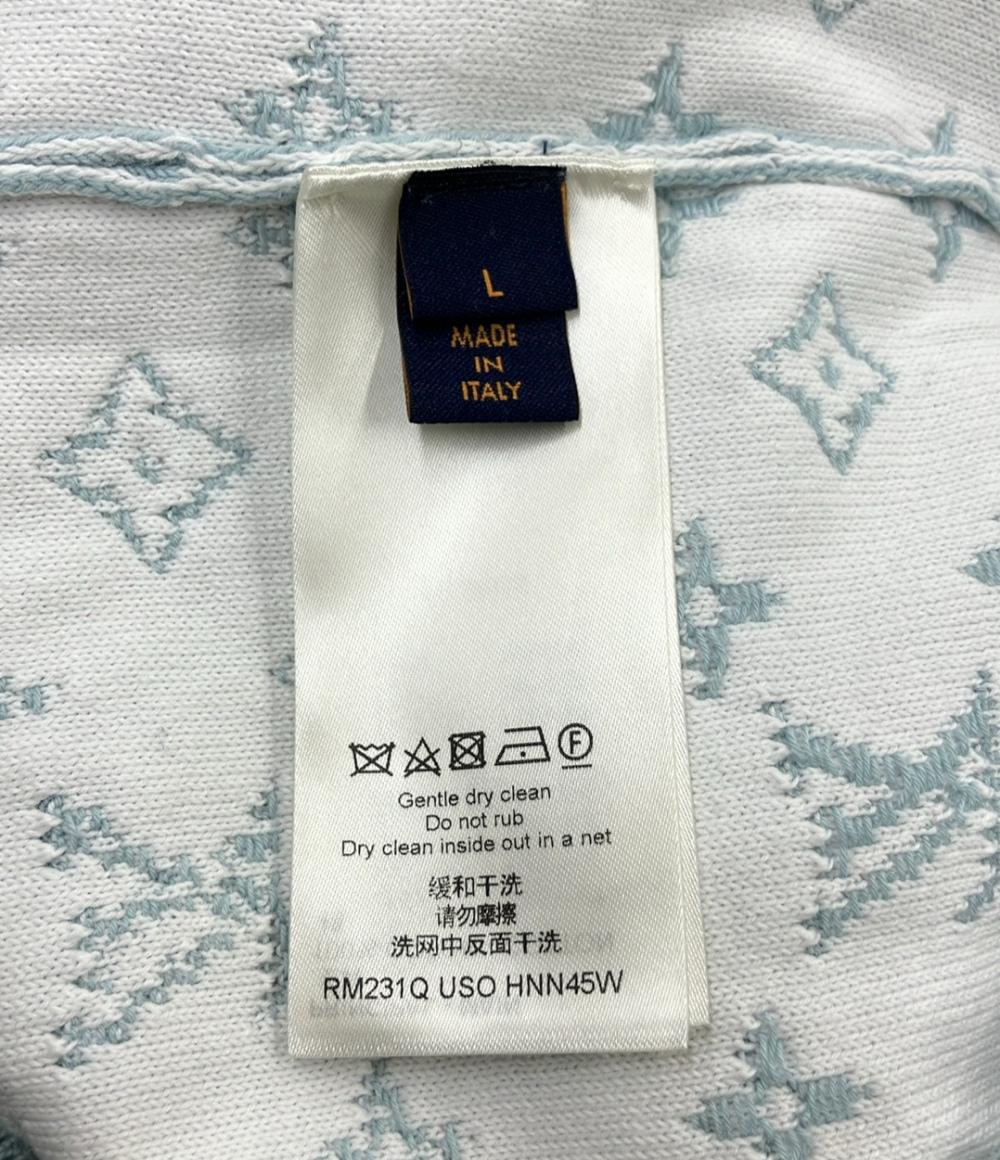 L
MADE
IN
ITALY
F
Gentle dry clean
Do not rub
Dry clean inside out in a net
缓和干洗
请勿摩擦
洗网中反面干洗
RM231Q USO HNN45W